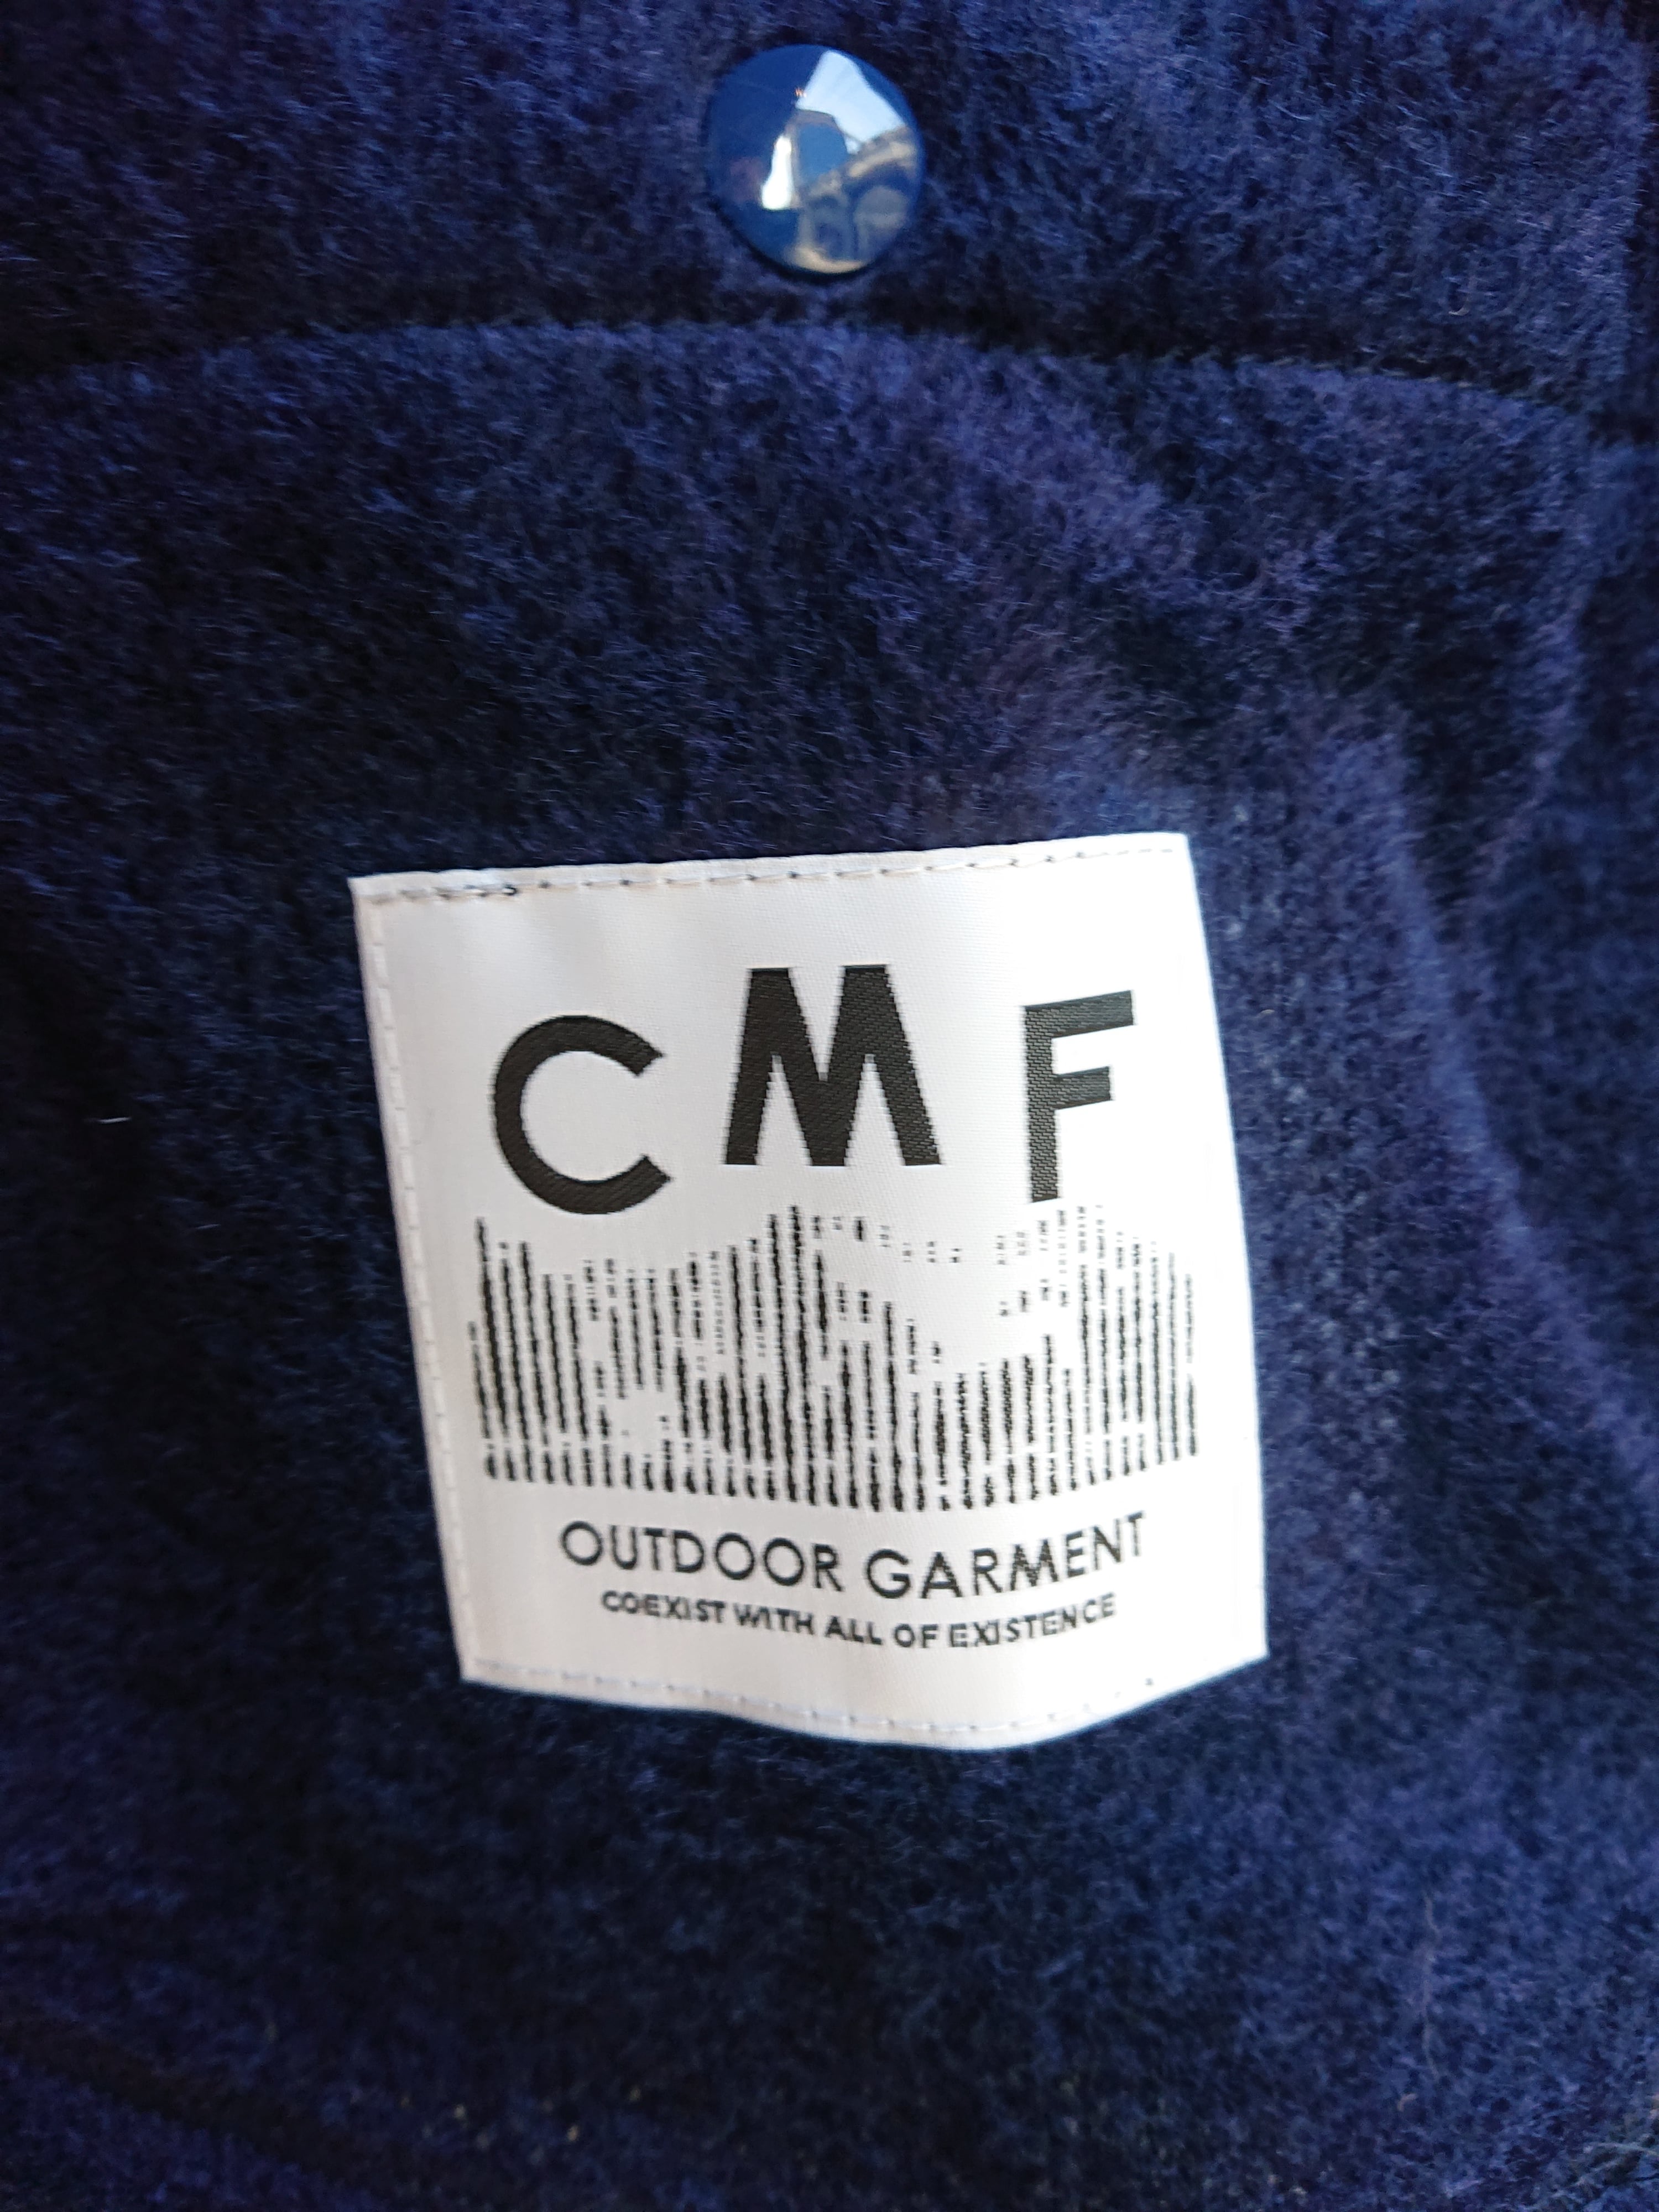 CMF
OUTDOOR GARMENT
COEXIST WITH ALL OF EXISTENCE